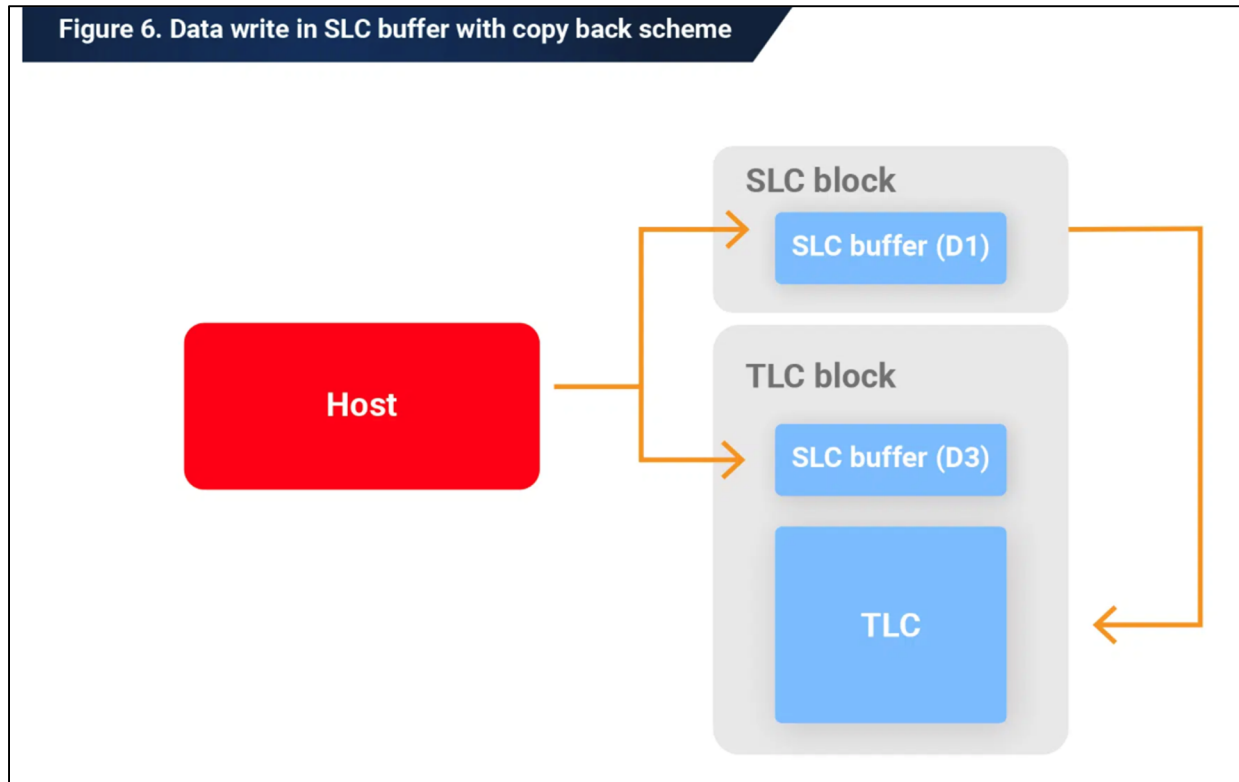 Figure 6. Data write in SLC buffer with copy back scheme
SLC block
SLC buffer (D1)
Host
TLC block
SLC buffer (D3)
TLC